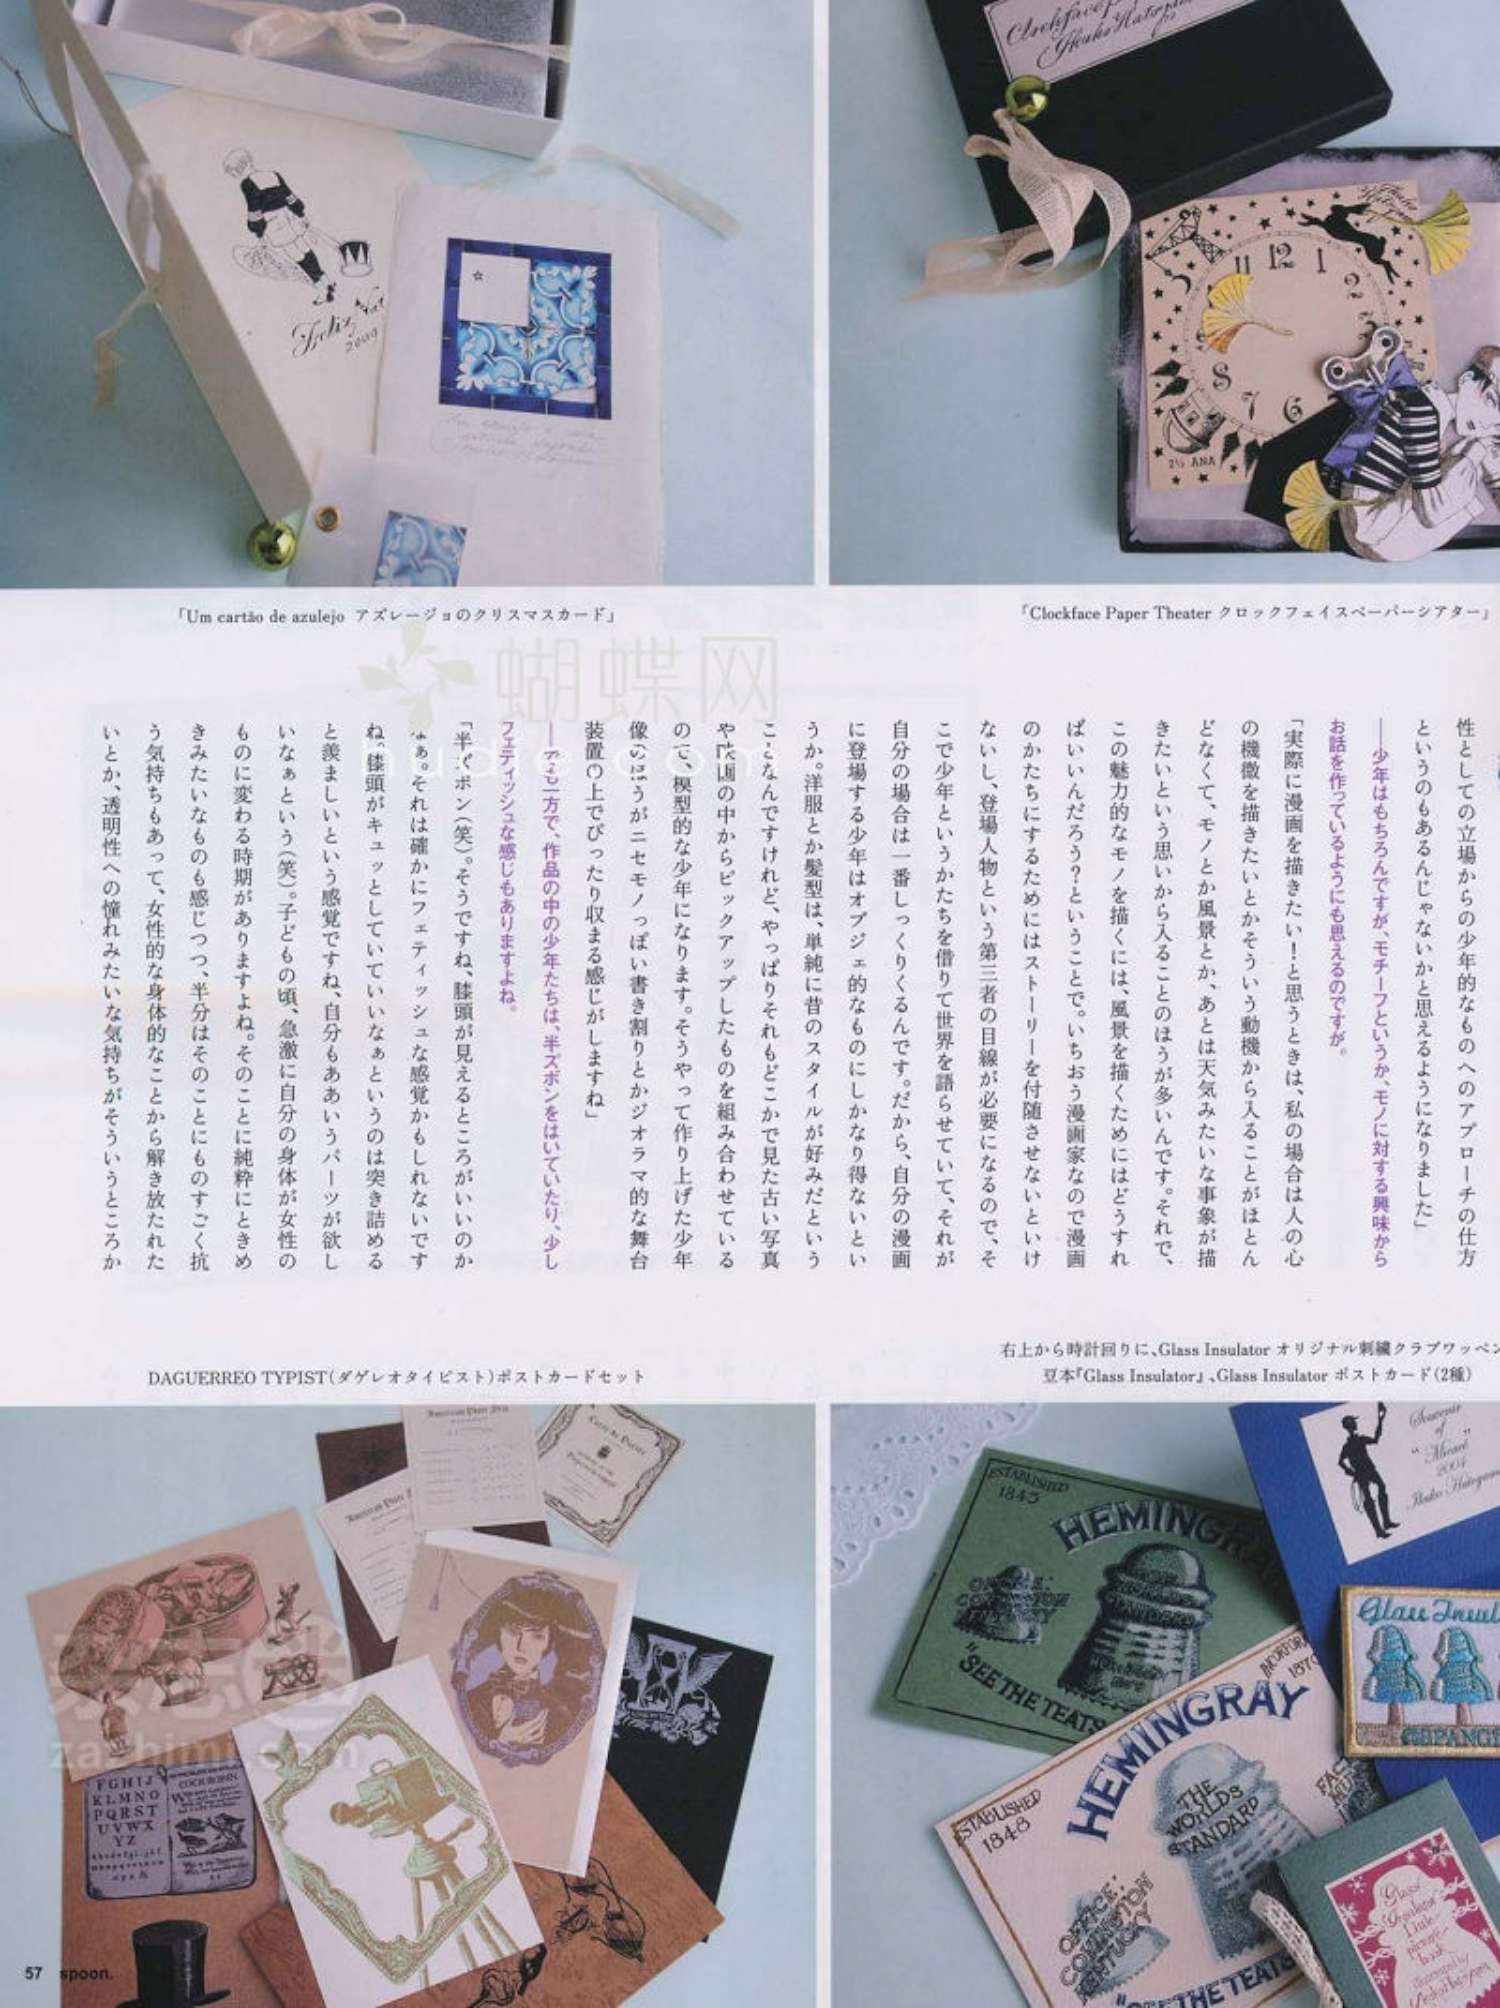 Clockface
Feliz
2009
11 12 1
2
3
8
7 6
2½ ANA
「Um cartão de azulejo アズレージョのクリスマスカード」
「Clockface Paper Theater クロックフェイスペーパーシアター」
蝴蝶网
hudie.com
性としての立場からの少年的なものへのアプローチの仕方
というのもあるんじゃないかと思えるようになりました」
──少年はもちろんですが、モチーフというか、モノに対する興味から
お話を作っているようにも思えるのですが。
「実際に漫画を描きたい！と思うときは、私の場合は人の心
の機微を描きたいとかそういう動機から入ることがほとん
どなくて、モノとか風景とか、あとは天気みたいな事象が描
きたいという思いから入ることのほうが多いんです。それで、
この魅力的なモノを描くには、風景を描くためにはどうすれ
ばいいんだろう？ということで。いちおう漫画家なので漫画
のかたちにするためにはストーリーを付随させないといけ
ないし、登場人物という第三者の目線が必要になるので、そ
こで少年というかたちを借りて世界を語らせていて、それが
自分の場合は一番しっくりくるんです。だから、自分の漫画
に登場する少年はオブジェ的なものにしかなり得ないとい
うか。洋服とか髪型は、単純に昔のスタイルが好みだという
ことなんですけれど、やっぱりそれもどこかで見た古い写真
や映画の中からピックアップしたものを組み合わせている
ので、模型的な少年になります。そうやって作り上げた少年
像のほうがニセモノっぽい書き割りとかジオラマ的な舞台
装置の上でぴったり収まる感じがしますね」
一方で、作品の中の少年たちは、半ズボンをはいていたり、少し
フェティッシュな感じもありますよね。
「半ズボン（笑）。そうですね、膝頭が見えるところがいいのか
なぁ。それは確かにフェティッシュな感覚かもしれないです
ね。膝頭がキュッとしていていいなぁというのは突き詰める
と羨ましいという感覚ですね、自分もああいうパーツが欲し
いなぁという（笑）。子どもの頃、急激に自分の身体が女性の
ものに変わる時期がありますよね。そのことに純粋にときめ
きみたいなものも感じつつ、半分はそのことにものすごく抗
う気持ちもあって、女性的な身体的なことから解き放たれた
いとか、透明性への憧れみたいな気持ちがそういうところか
右上から時計回りに、Glass Insulator オリジナル刺繍クラブワッペン
豆本『Glass Insulator』、Glass Insulator ポストカード（2種）
DAGUERREO TYPIST（ダゲレオタイピスト）ポストカードセット
FGHIJ
KLMNO
PQRST
UVWX
YZ
COCK ROBIN
ESTABLISHED
1845
HEMINGRA
"SEE THE TEATS
Souvenir
of
2004
Glass Insul
INCORPORA
187
HEMINGRAY
ESTABLISHED
1848
THE
WORLDS
STANDARD
OFFICE:
COVINGTON
KENTUCKY
"SEE THE TEATS
57 spoon.